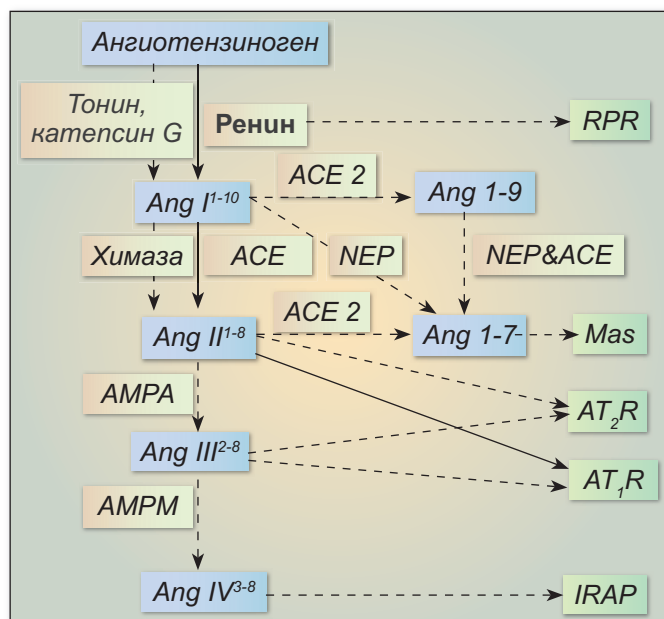 Ангиотензиноген
Тонин,
катепсин G
Ренин
RPR
ACE 2
Ang I¹⁻¹⁰
Ang 1-9
Химаза
ACE
NEP
NEP&ACE
ACE 2
Ang II¹⁻⁸
Ang 1-7
Mas
AMPA
AT₂R
Ang III²⁻⁸
AT₁R
AMPM
Ang IV³⁻⁸
IRAP